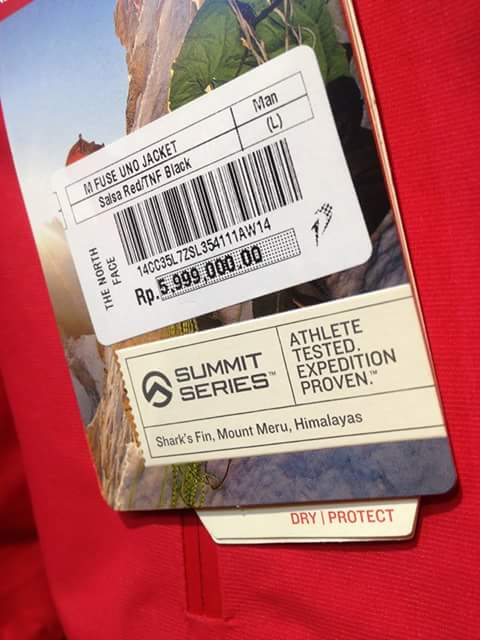 M FUSE UNO JACKET
Man
Salsa Red/TNF Black
(L)
14CC35L7ZSL354111AW14
THE NORTH
FACE
Rp. 5,999,000.00
SUMMIT
SERIES™
ATHLETE
TESTED.
EXPEDITION
PROVEN.™
Shark's Fin, Mount Meru, Himalayas
DRY | PROTECT